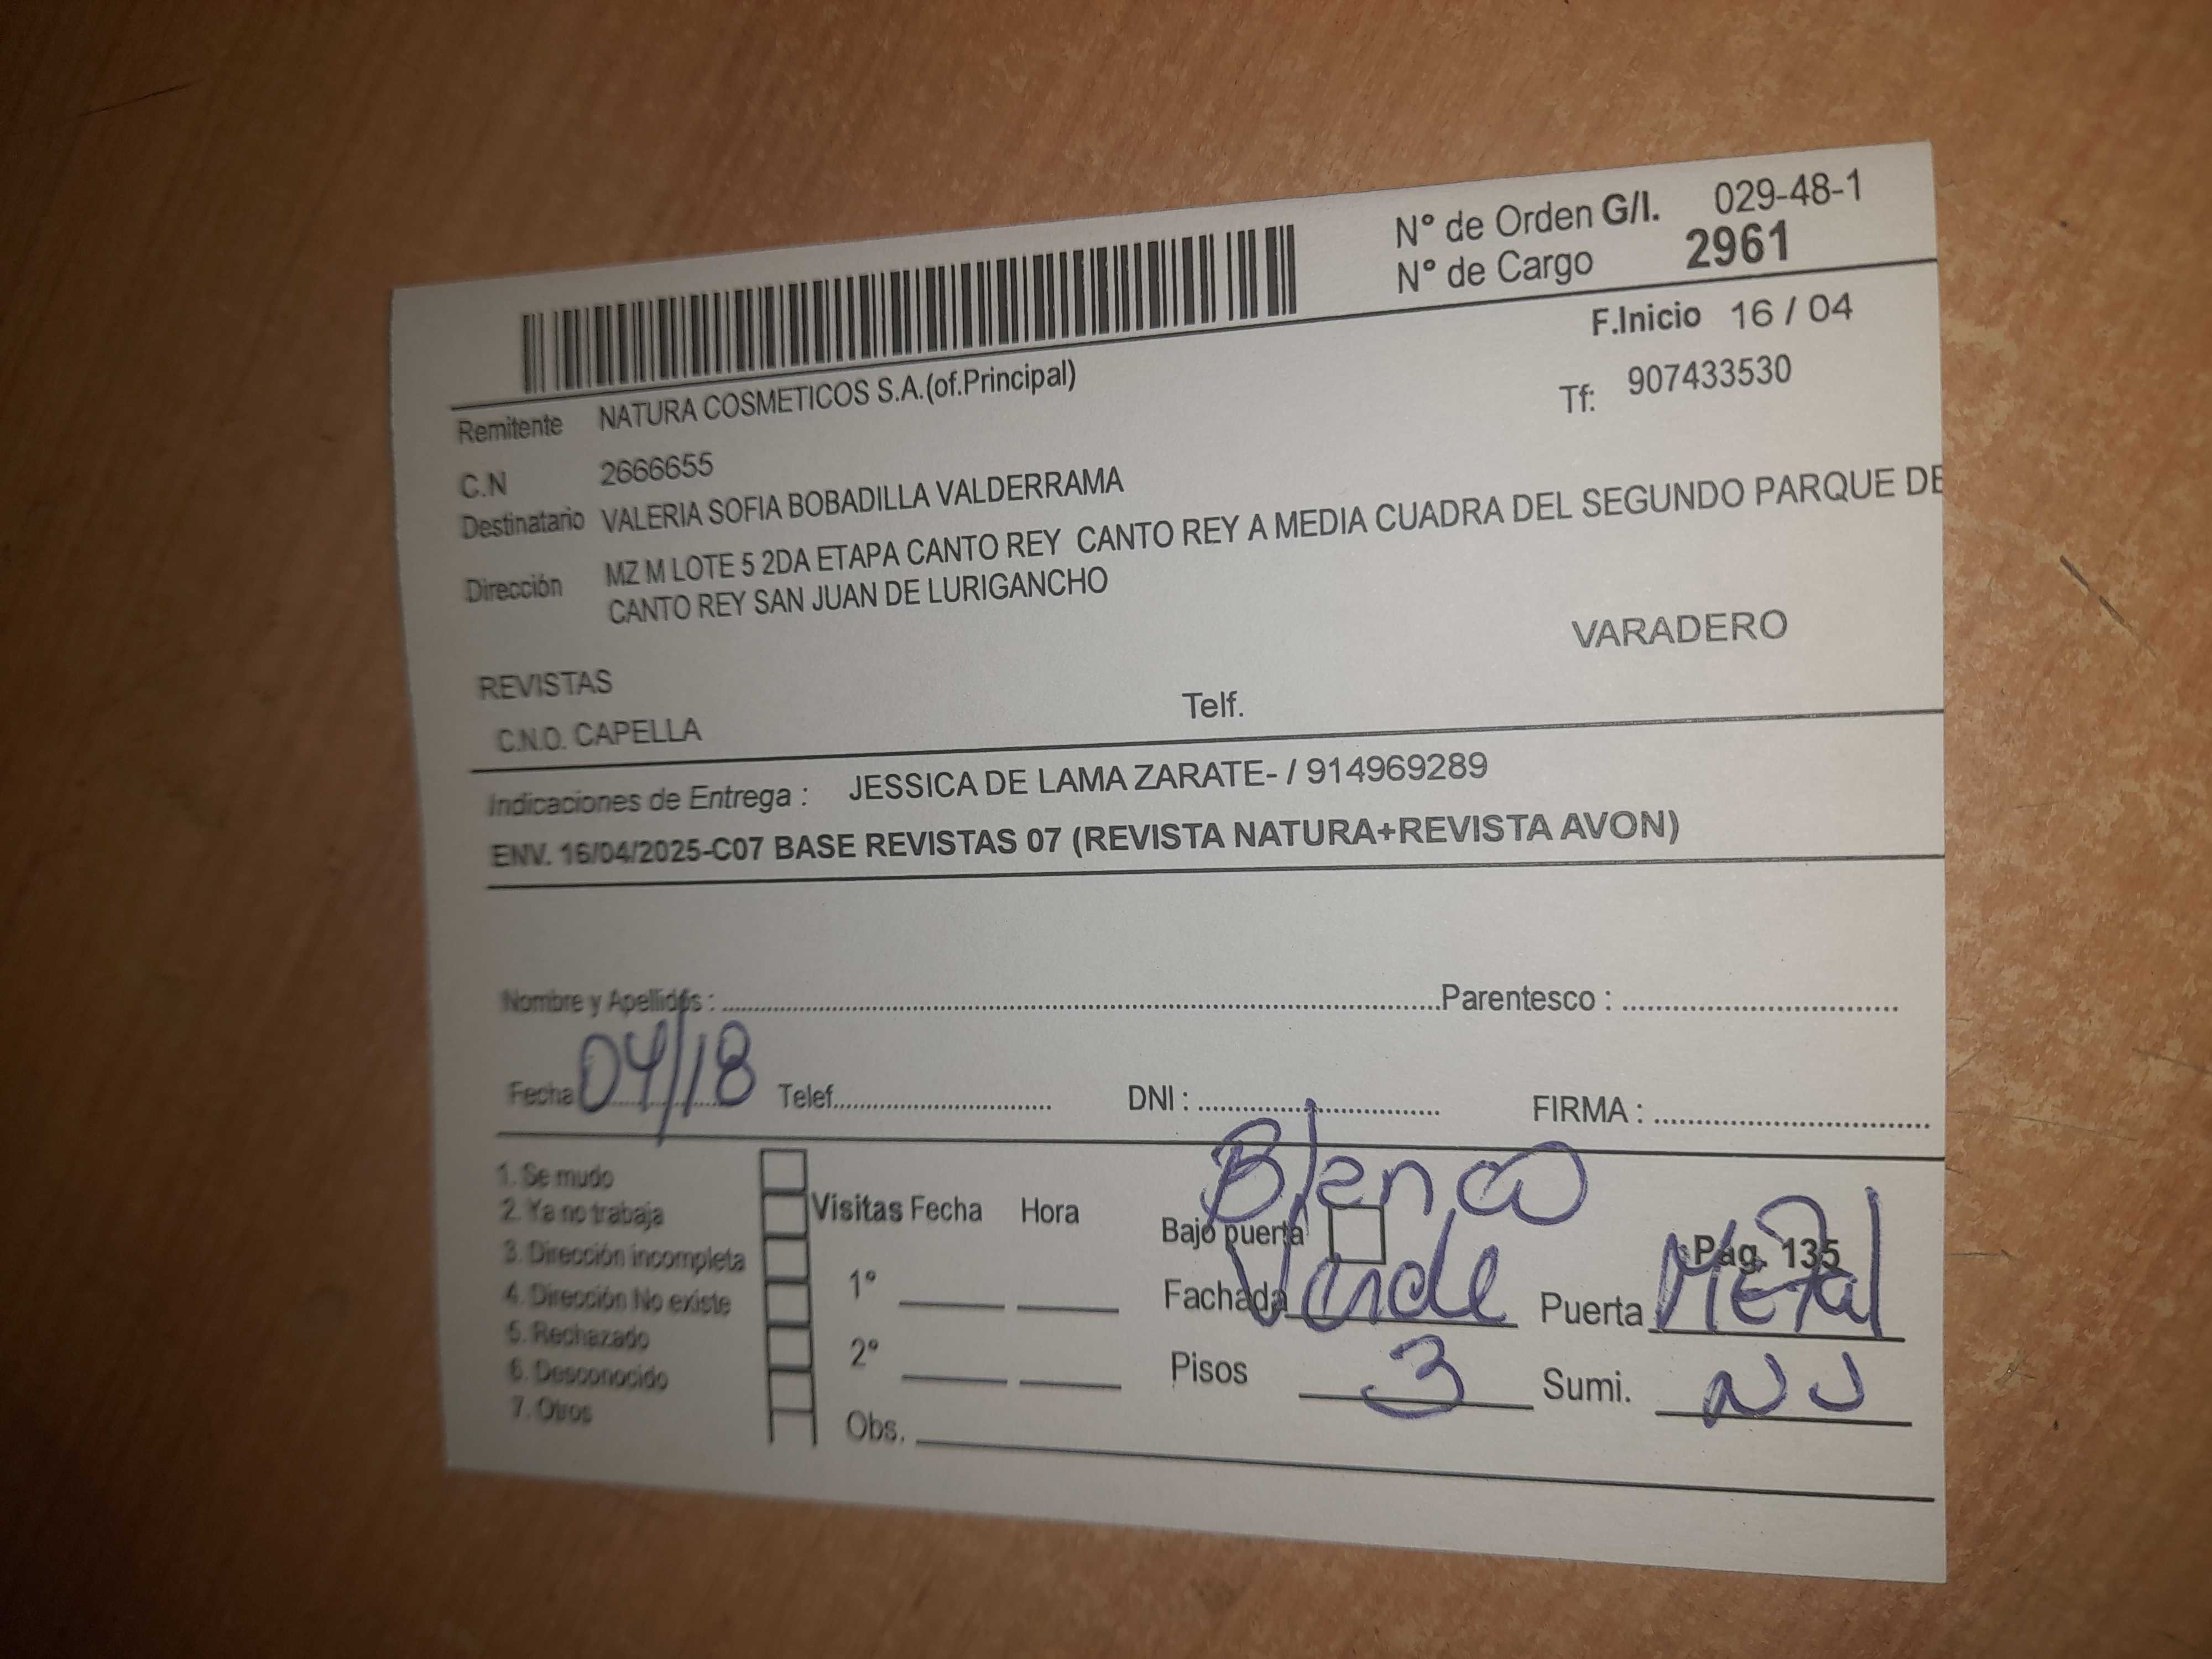 Nº de Orden G/I. 029-48-1
Nº de Cargo 2961
F.Inicio 16 / 04
Remitente NATURA COSMETICOS S.A.(of.Principal)
Tf: 907433530
C.N 2666655
Destinatario VALERIA SOFIA BOBADILLA VALDERRAMA
Dirección MZ M LOTE 5 2DA ETAPA CANTO REY CANTO REY A MEDIA CUADRA DEL SEGUNDO PARQUE DE
CANTO REY SAN JUAN DE LURIGANCHO
VARADERO
REVISTAS
C.N.O. CAPELLA Telf.
Indicaciones de Entrega : JESSICA DE LAMA ZARATE- / 914969289
ENV. 16/04/2025-C07 BASE REVISTAS 07 (REVISTA NATURA+REVISTA AVON)
Nombre y Apellidos : Parentesco :
Fecha 04/18 Telef. DNI : FIRMA :
1. Se mudo
2. Ya no trabaja
3. Dirección incompleta
4. Dirección No existe
5. Rechazado
6. Desconocido
7. Otros
Visitas Fecha Hora
1º
2º
Obs.
Blanco
Bajo puerta
Pag. 135
Fachada Verde Puerta Metal
Pisos 3 Sumi.